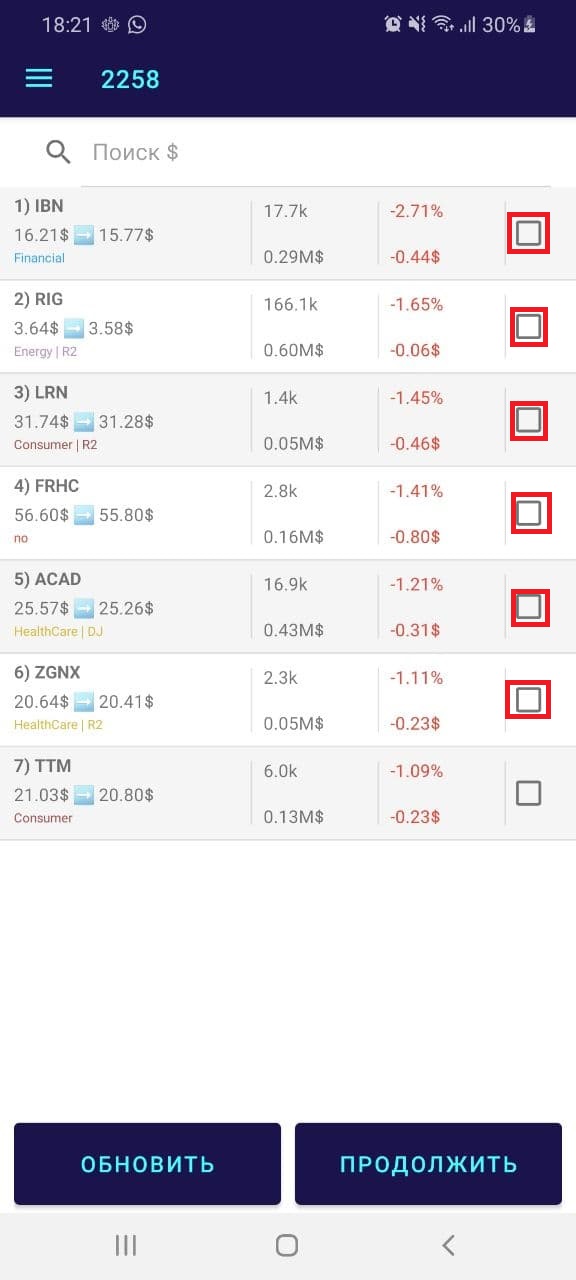 18:21 30%
2258
Поиск $
1) IBN
16.21$ ➡️ 15.77$
Financial
17.7k
0.29M$
-2.71%
-0.44$
2) RIG
3.64$ ➡️ 3.58$
Energy | R2
166.1k
0.60M$
-1.65%
-0.06$
3) LRN
31.74$ ➡️ 31.28$
Consumer | R2
1.4k
0.05M$
-1.45%
-0.46$
4) FRHC
56.60$ ➡️ 55.80$
no
2.8k
0.16M$
-1.41%
-0.80$
5) ACAD
25.57$ ➡️ 25.26$
HealthCare | DJ
16.9k
0.43M$
-1.21%
-0.31$
6) ZGNX
20.64$ ➡️ 20.41$
HealthCare | R2
2.3k
0.05M$
-1.11%
-0.23$
7) TTM
21.03$ ➡️ 20.80$
Consumer
6.0k
0.13M$
-1.09%
-0.23$
ОБНОВИТЬ
ПРОДОЛЖИТЬ